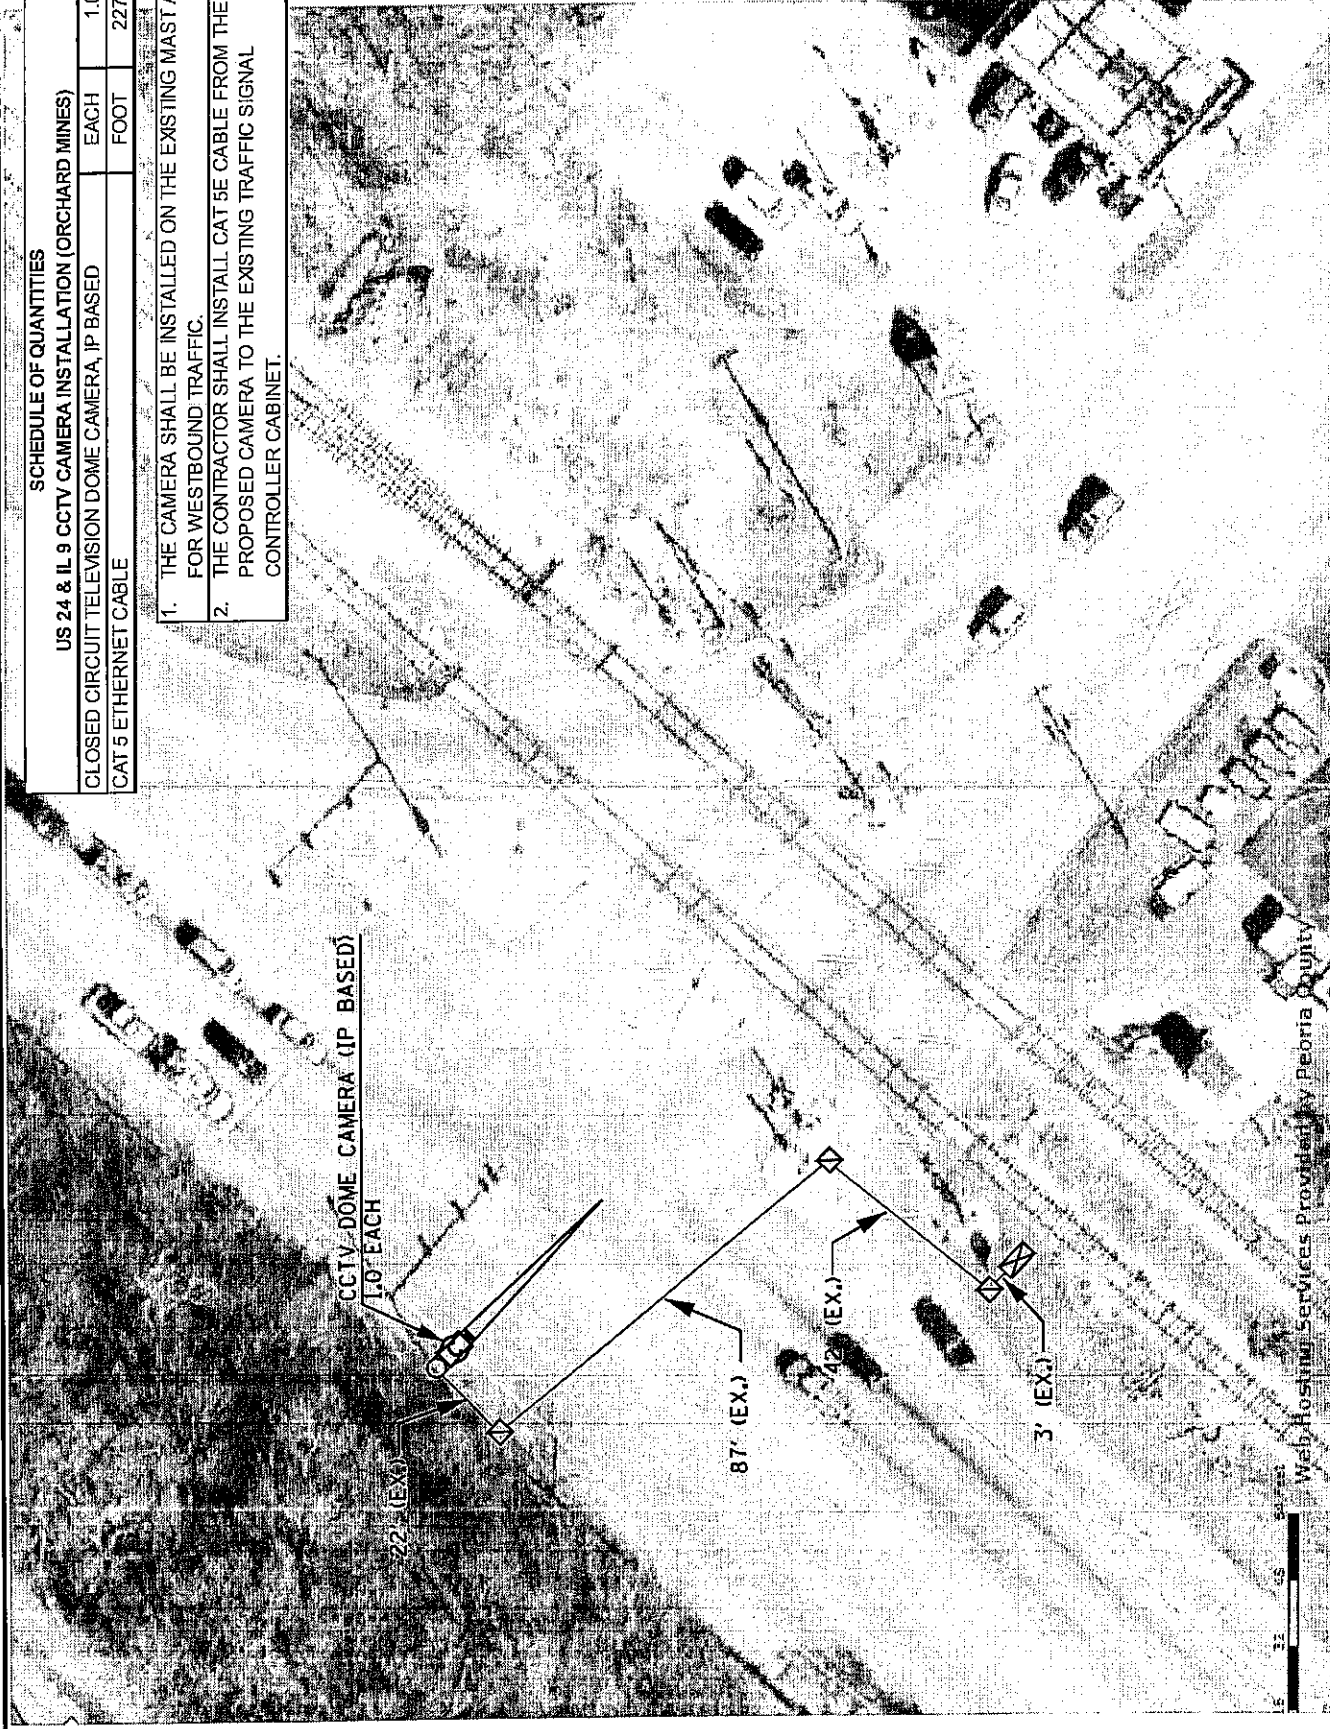 SCHEDULE OF QUANTITIES
US 24 & IL 9 CCTV CAMERA INSTALLATION (ORCHARD MINES)
CLOSED CIRCUIT TELEVISION DOME CAMERA, IP BASED EACH 1.0
CAT 5 ETHERNET CABLE FOOT 227
1. THE CAMERA SHALL BE INSTALLED ON THE EXISTING MAST A
FOR WESTBOUND TRAFFIC.
2. THE CONTRACTOR SHALL INSTALL CAT 5E CABLE FROM THE
PROPOSED CAMERA TO THE EXISTING TRAFFIC SIGNAL
CONTROLLER CABINET.
CCTV DOME CAMERA (IP BASED)
1.0 EACH
22' (EX.)
87' (EX.)
42' (EX.)
3' (EX.)
Web Hosting Services Provided by Peoria County